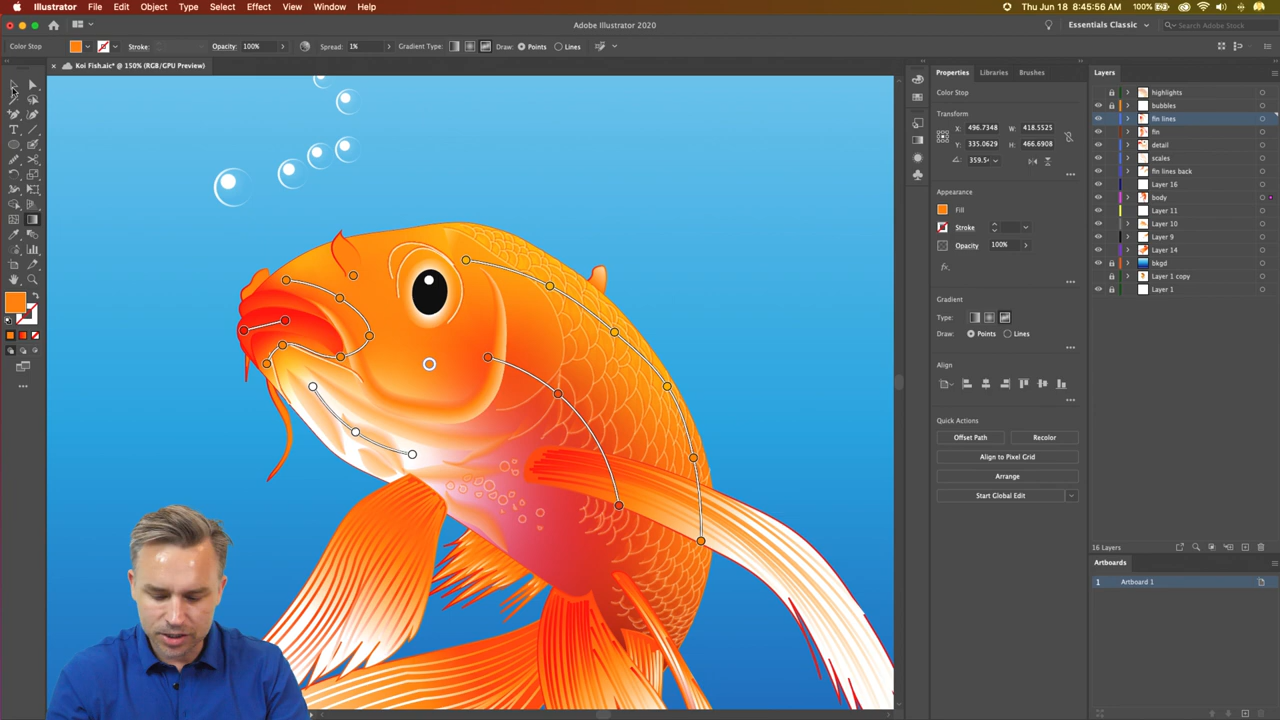 Illustrator File Edit Object Type Select Effect View Window Help 100% Thu Jun 18 8:45:56 AM
Adobe Illustrator 2020 Essentials Classic Search Adobe Stock
Color Stop Stroke: Opacity: 100% Spread: 1% Gradient Type: Draw: Points Lines
Koi Fish.aic* @ 150% (RGB/GPU Preview)
Properties Libraries Brushes
Color Stop
Transform
X: 496.7348 W: 418.5525
Y: 335.0629 H: 466.6908
Appearance
Fill
Stroke
Opacity 100%
fx
Gradient
Type:
Draw: Points Lines
Align
Quick Actions
Offset Path Recolor
Align to Pixel Grid
Arrange
Start Global Edit
Layers
highlights
bubbles
fin lines
fin
detail
scales
fin lines back
Layer 16
body
Layer 11
Layer 10
Layer 9
Layer 14
bkgd
Layer 1 copy
Layer 1
16 Layers
Artboards
1 Artboard 1